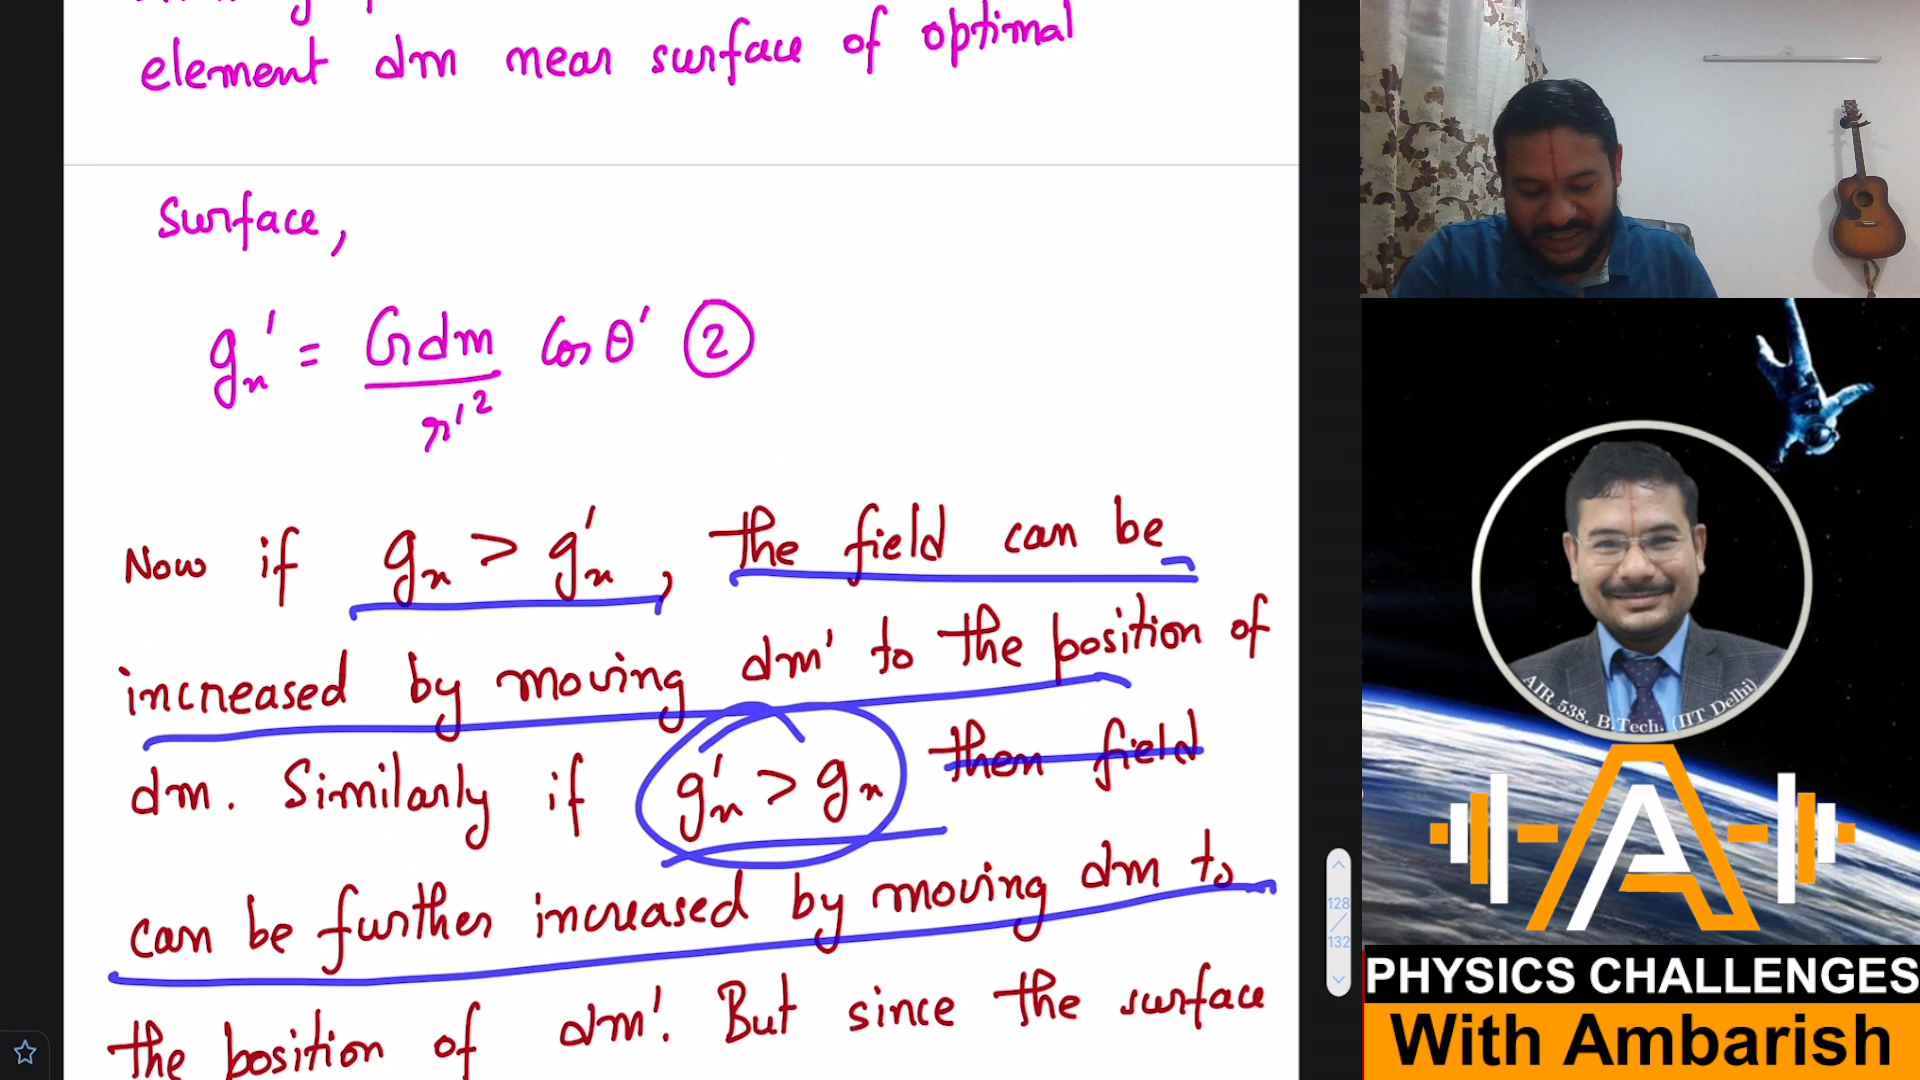 element dm near surface of optimal
surface,
gx' = Gdm/r'² Cos θ' ②
Now if gx > gx', the field can be
increased by moving dm' to the position of
dm. Similarly if gx' > gx then field
can be further increased by moving dm to
the position of dm'. But since the surface
128
/
132
AIR 538, B.Tech. (IIT Delhi)
PHYSICS CHALLENGES
With Ambarish